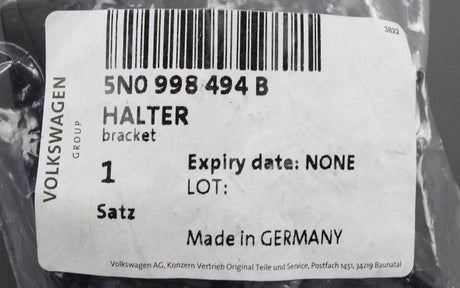 3822
5N0 998 494 B
HALTER
bracket
VOLKSWAGEN
GROUP
1
Expiry date: NONE
LOT:
Satz
Made in GERMANY
Volkswagen AG, Konzern Vertrieb Original Teile und Service, Postfach 1451, 34219 Baunatal